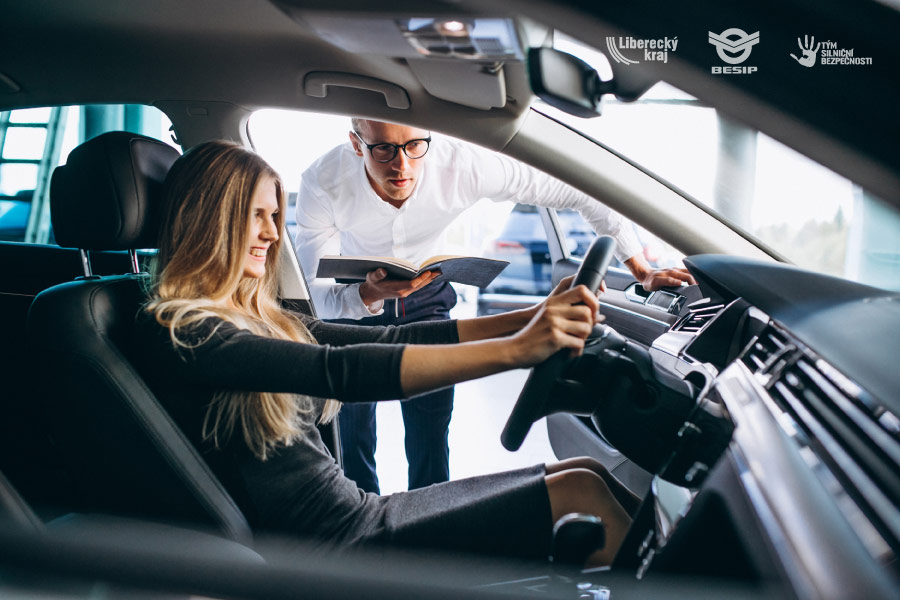 Liberecký
kraj
BESIP
TÝM
SILNIČNÍ
BEZPEČNOSTI